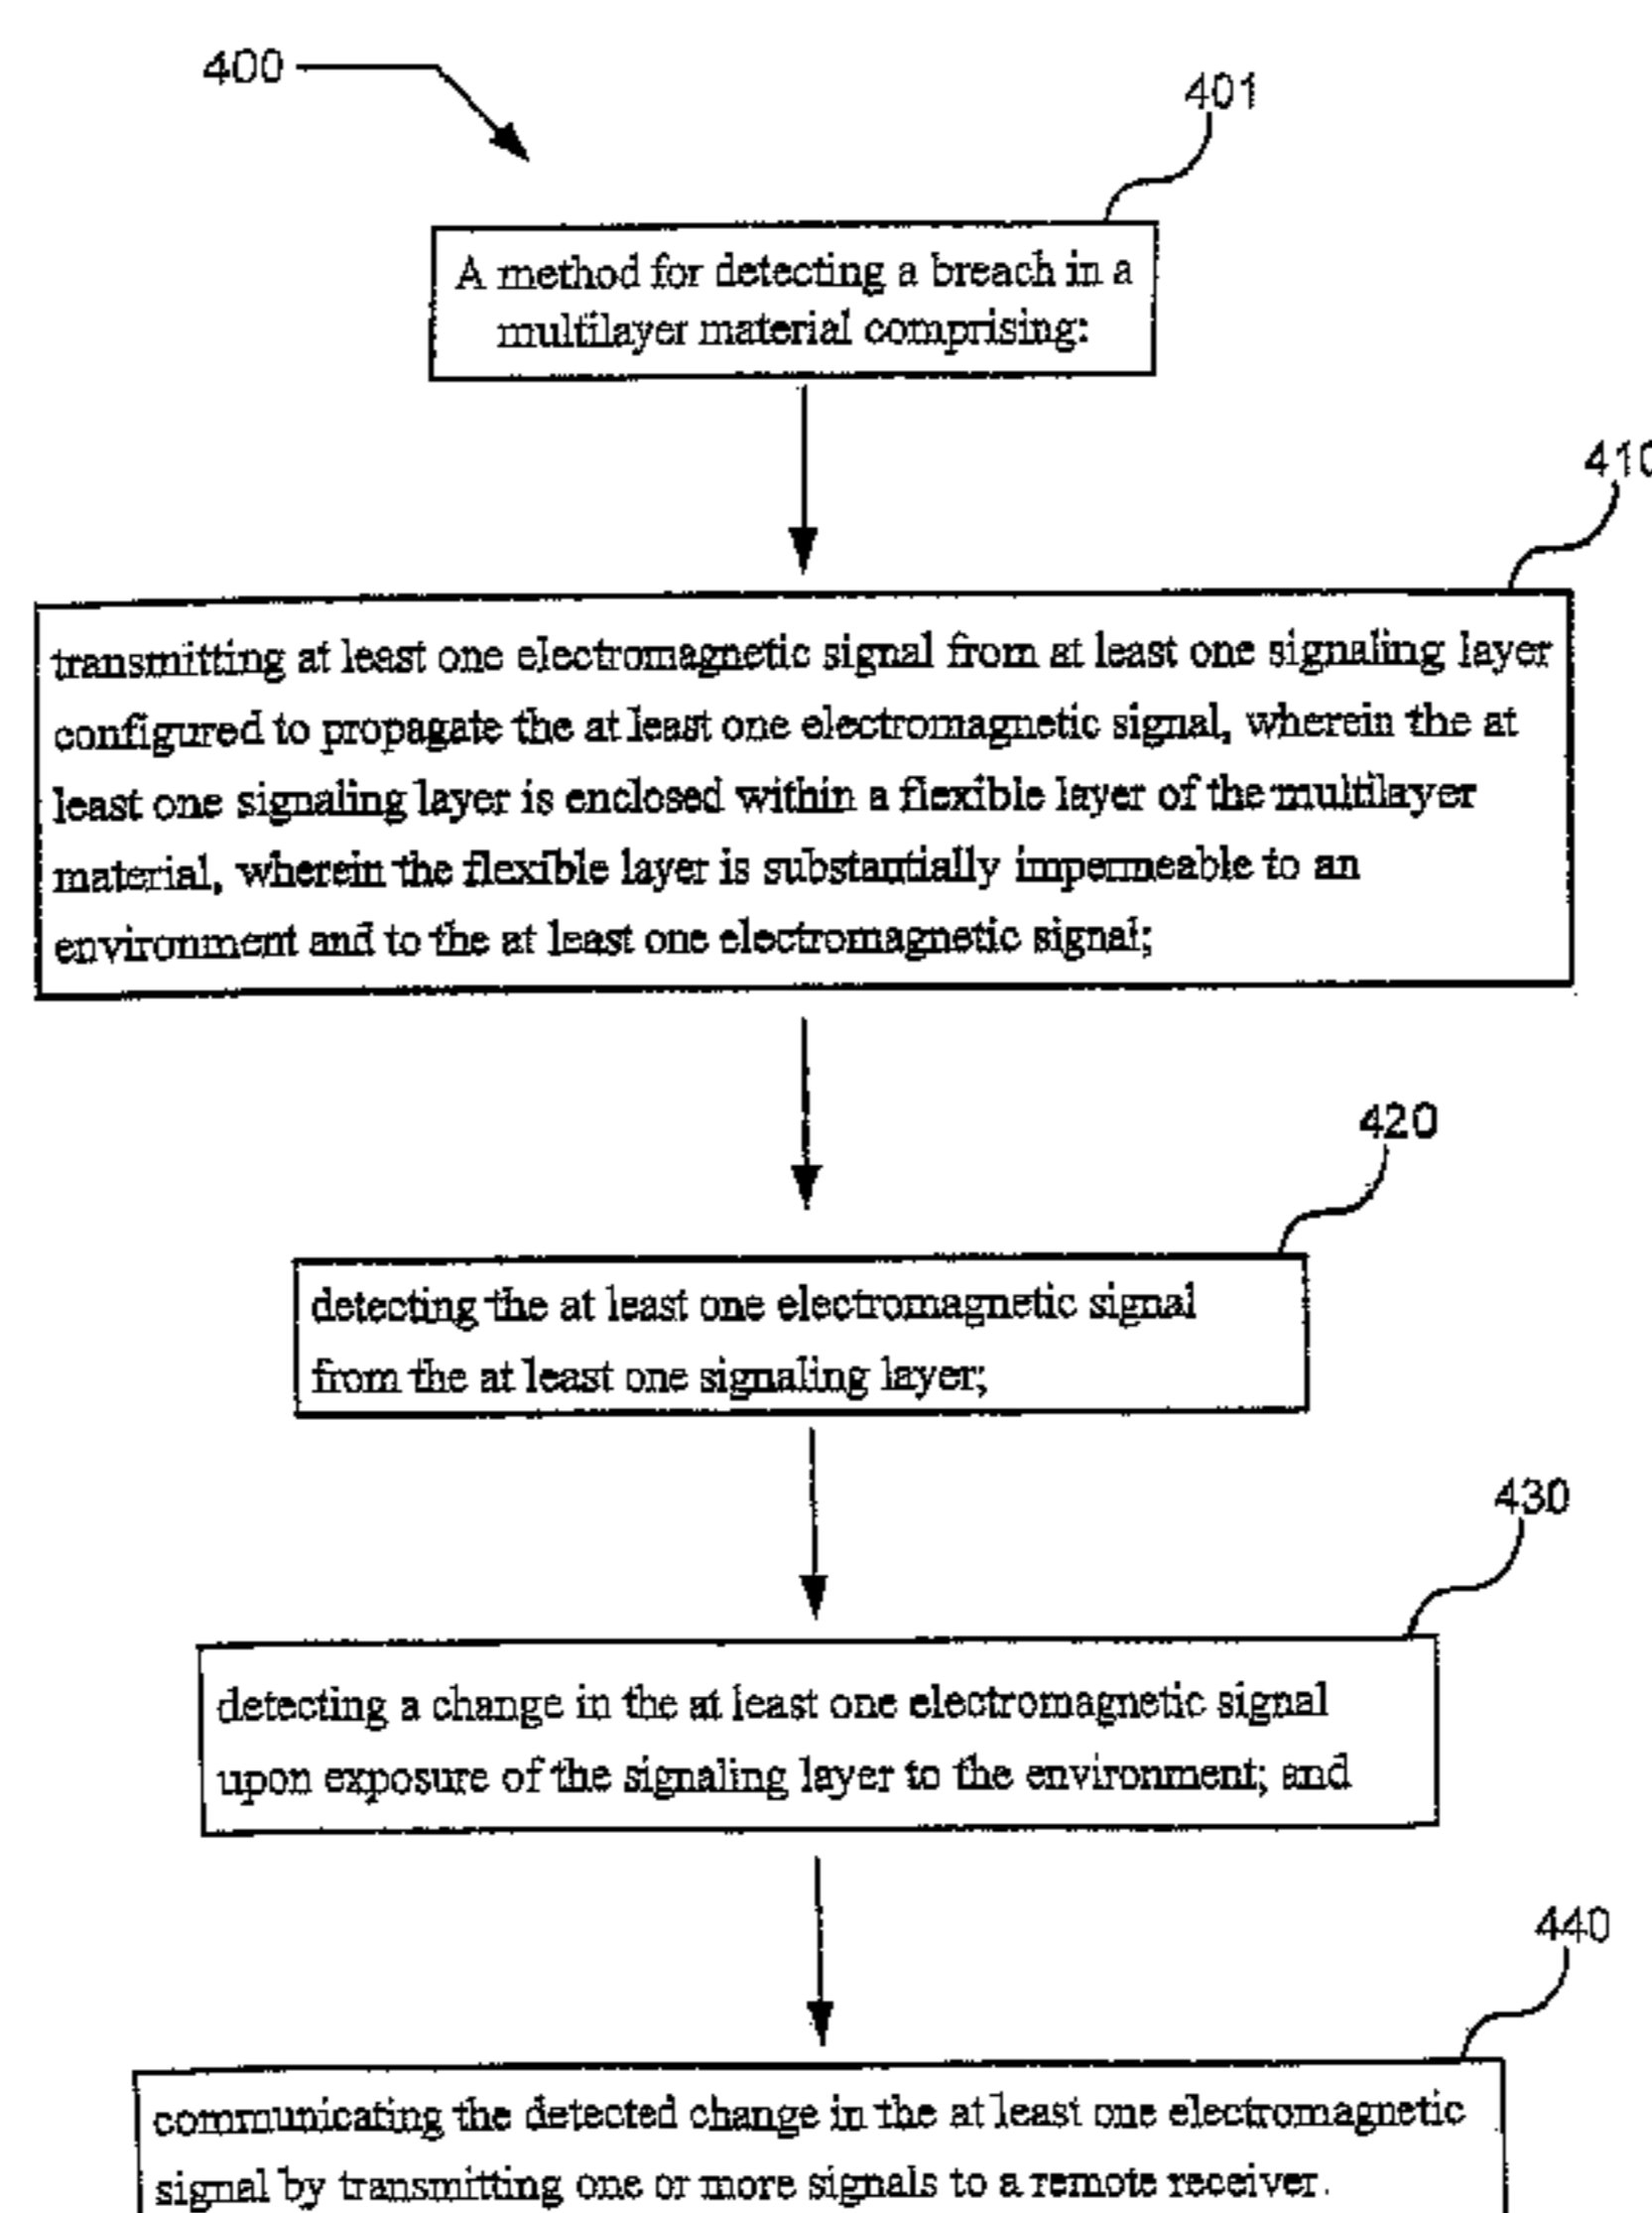 400
401
A method for detecting a breach in a
multilayer material comprising:
410
transmitting at least one electromagnetic signal from at least one signaling layer
configured to propagate the at least one electromagnetic signal, wherein the at
least one signaling layer is enclosed within a flexible layer of the multilayer
material, wherein the flexible layer is substantially impermeable to an
environment and to the at least one electromagnetic signal;
420
detecting the at least one electromagnetic signal
from the at least one signaling layer;
430
detecting a change in the at least one electromagnetic signal
upon exposure of the signaling layer to the environment; and
440
communicating the detected change in the at least one electromagnetic
signal by transmitting one or more signals to a remote receiver.